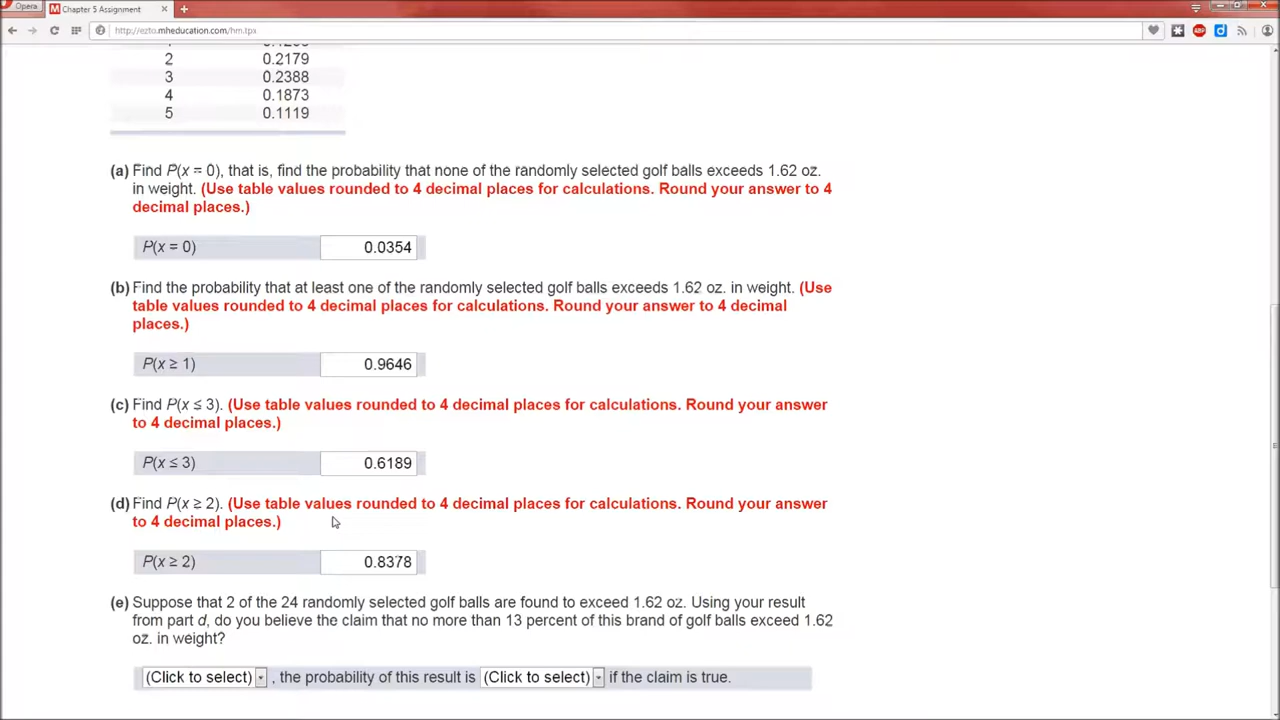 Opera
Chapter 5 Assignment
http://ezto.mheducation.com/hm.tpx
2 0.2179
3 0.2388
4 0.1873
5 0.1119
(a) Find P(x = 0), that is, find the probability that none of the randomly selected golf balls exceeds 1.62 oz.
in weight. (Use table values rounded to 4 decimal places for calculations. Round your answer to 4
decimal places.)
P(x = 0) 0.0354
(b) Find the probability that at least one of the randomly selected golf balls exceeds 1.62 oz. in weight. (Use
table values rounded to 4 decimal places for calculations. Round your answer to 4 decimal
places.)
P(x ≥ 1) 0.9646
(c) Find P(x ≤ 3). (Use table values rounded to 4 decimal places for calculations. Round your answer
to 4 decimal places.)
P(x ≤ 3) 0.6189
(d) Find P(x ≥ 2). (Use table values rounded to 4 decimal places for calculations. Round your answer
to 4 decimal places.)
P(x ≥ 2) 0.8378
(e) Suppose that 2 of the 24 randomly selected golf balls are found to exceed 1.62 oz. Using your result
from part d, do you believe the claim that no more than 13 percent of this brand of golf balls exceed 1.62
oz. in weight?
(Click to select) , the probability of this result is (Click to select) if the claim is true.